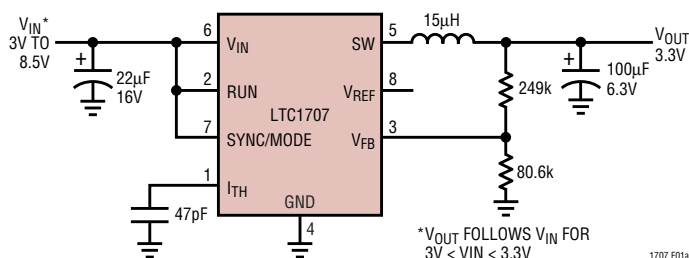 VIN*
3V TO
8.5V
+
22µF
16V
6
VIN
2
RUN
7
SYNC/MODE
1
ITH
47pF
LTC1707
GND
4
SW
5
15µH
VREF
8
VFB
3
249k
80.6k
+
100µF
6.3V
VOUT
3.3V
*VOUT FOLLOWS VIN FOR
3V < VIN < 3.3V
1707 F01a